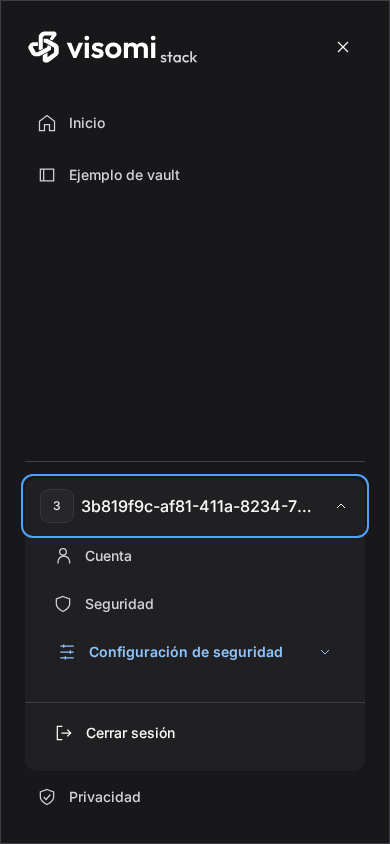 visomi stack
Inicio
Ejemplo de vault
3 3b819f9c-af81-411a-8234-7...
Cuenta
Seguridad
Configuración de seguridad
Cerrar sesión
Privacidad